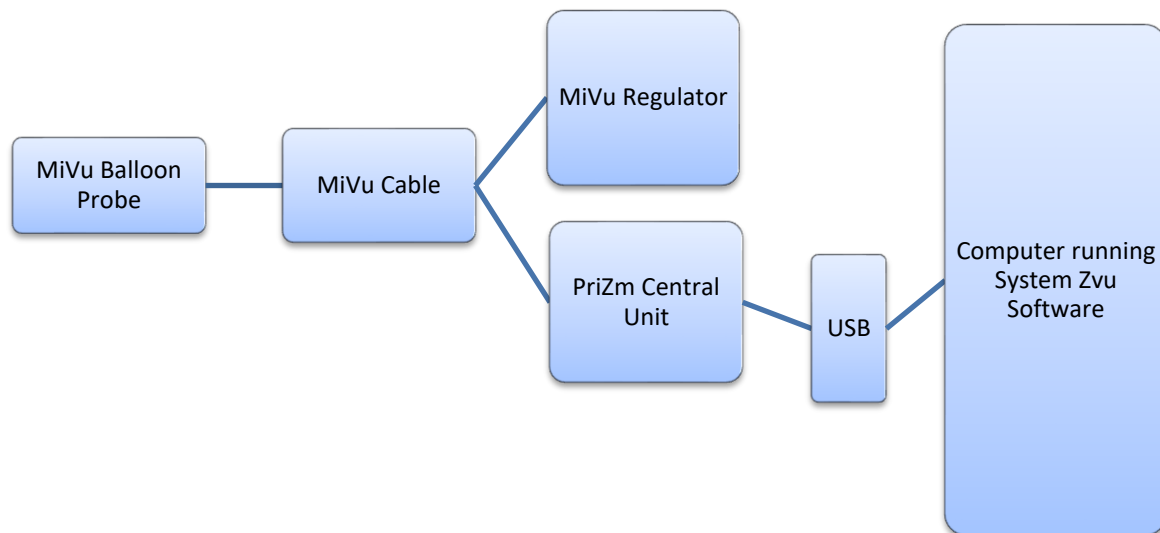 MiVu Balloon
Probe
MiVu Cable
MiVu Regulator
PriZm Central
Unit
USB
Computer running
System Zvu
Software